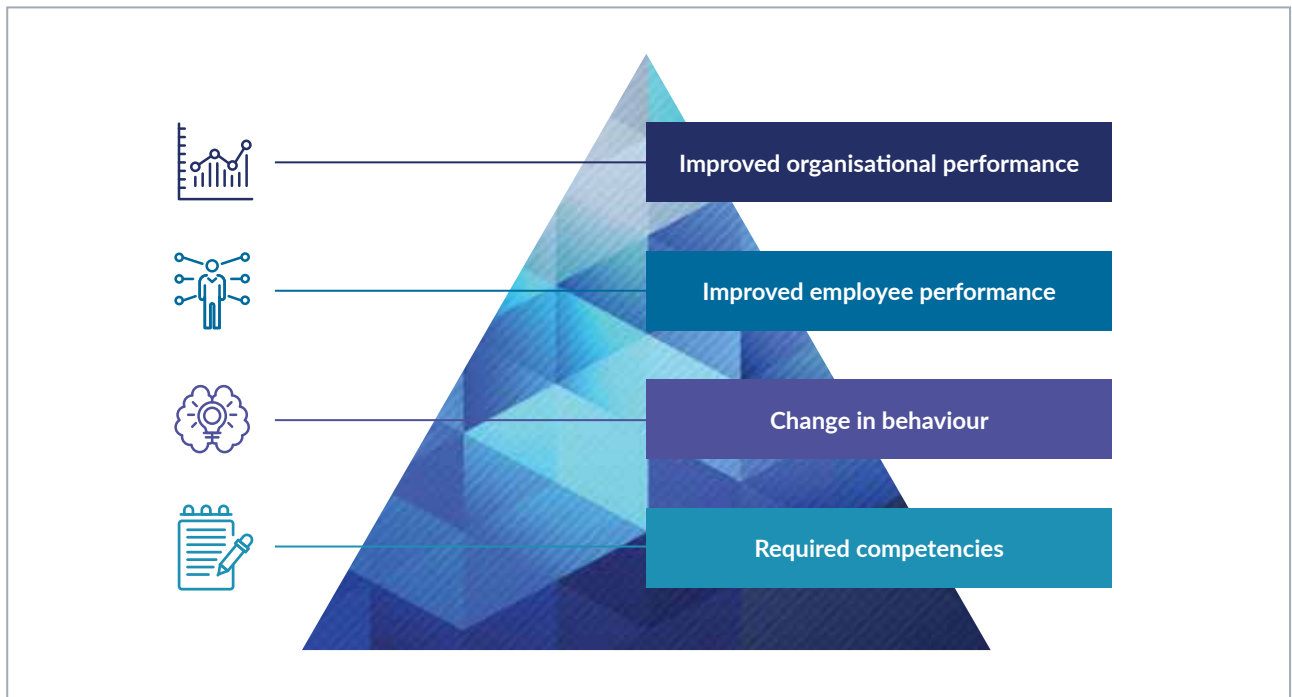 Improved organisational performance
Improved employee performance
Change in behaviour
Required competencies